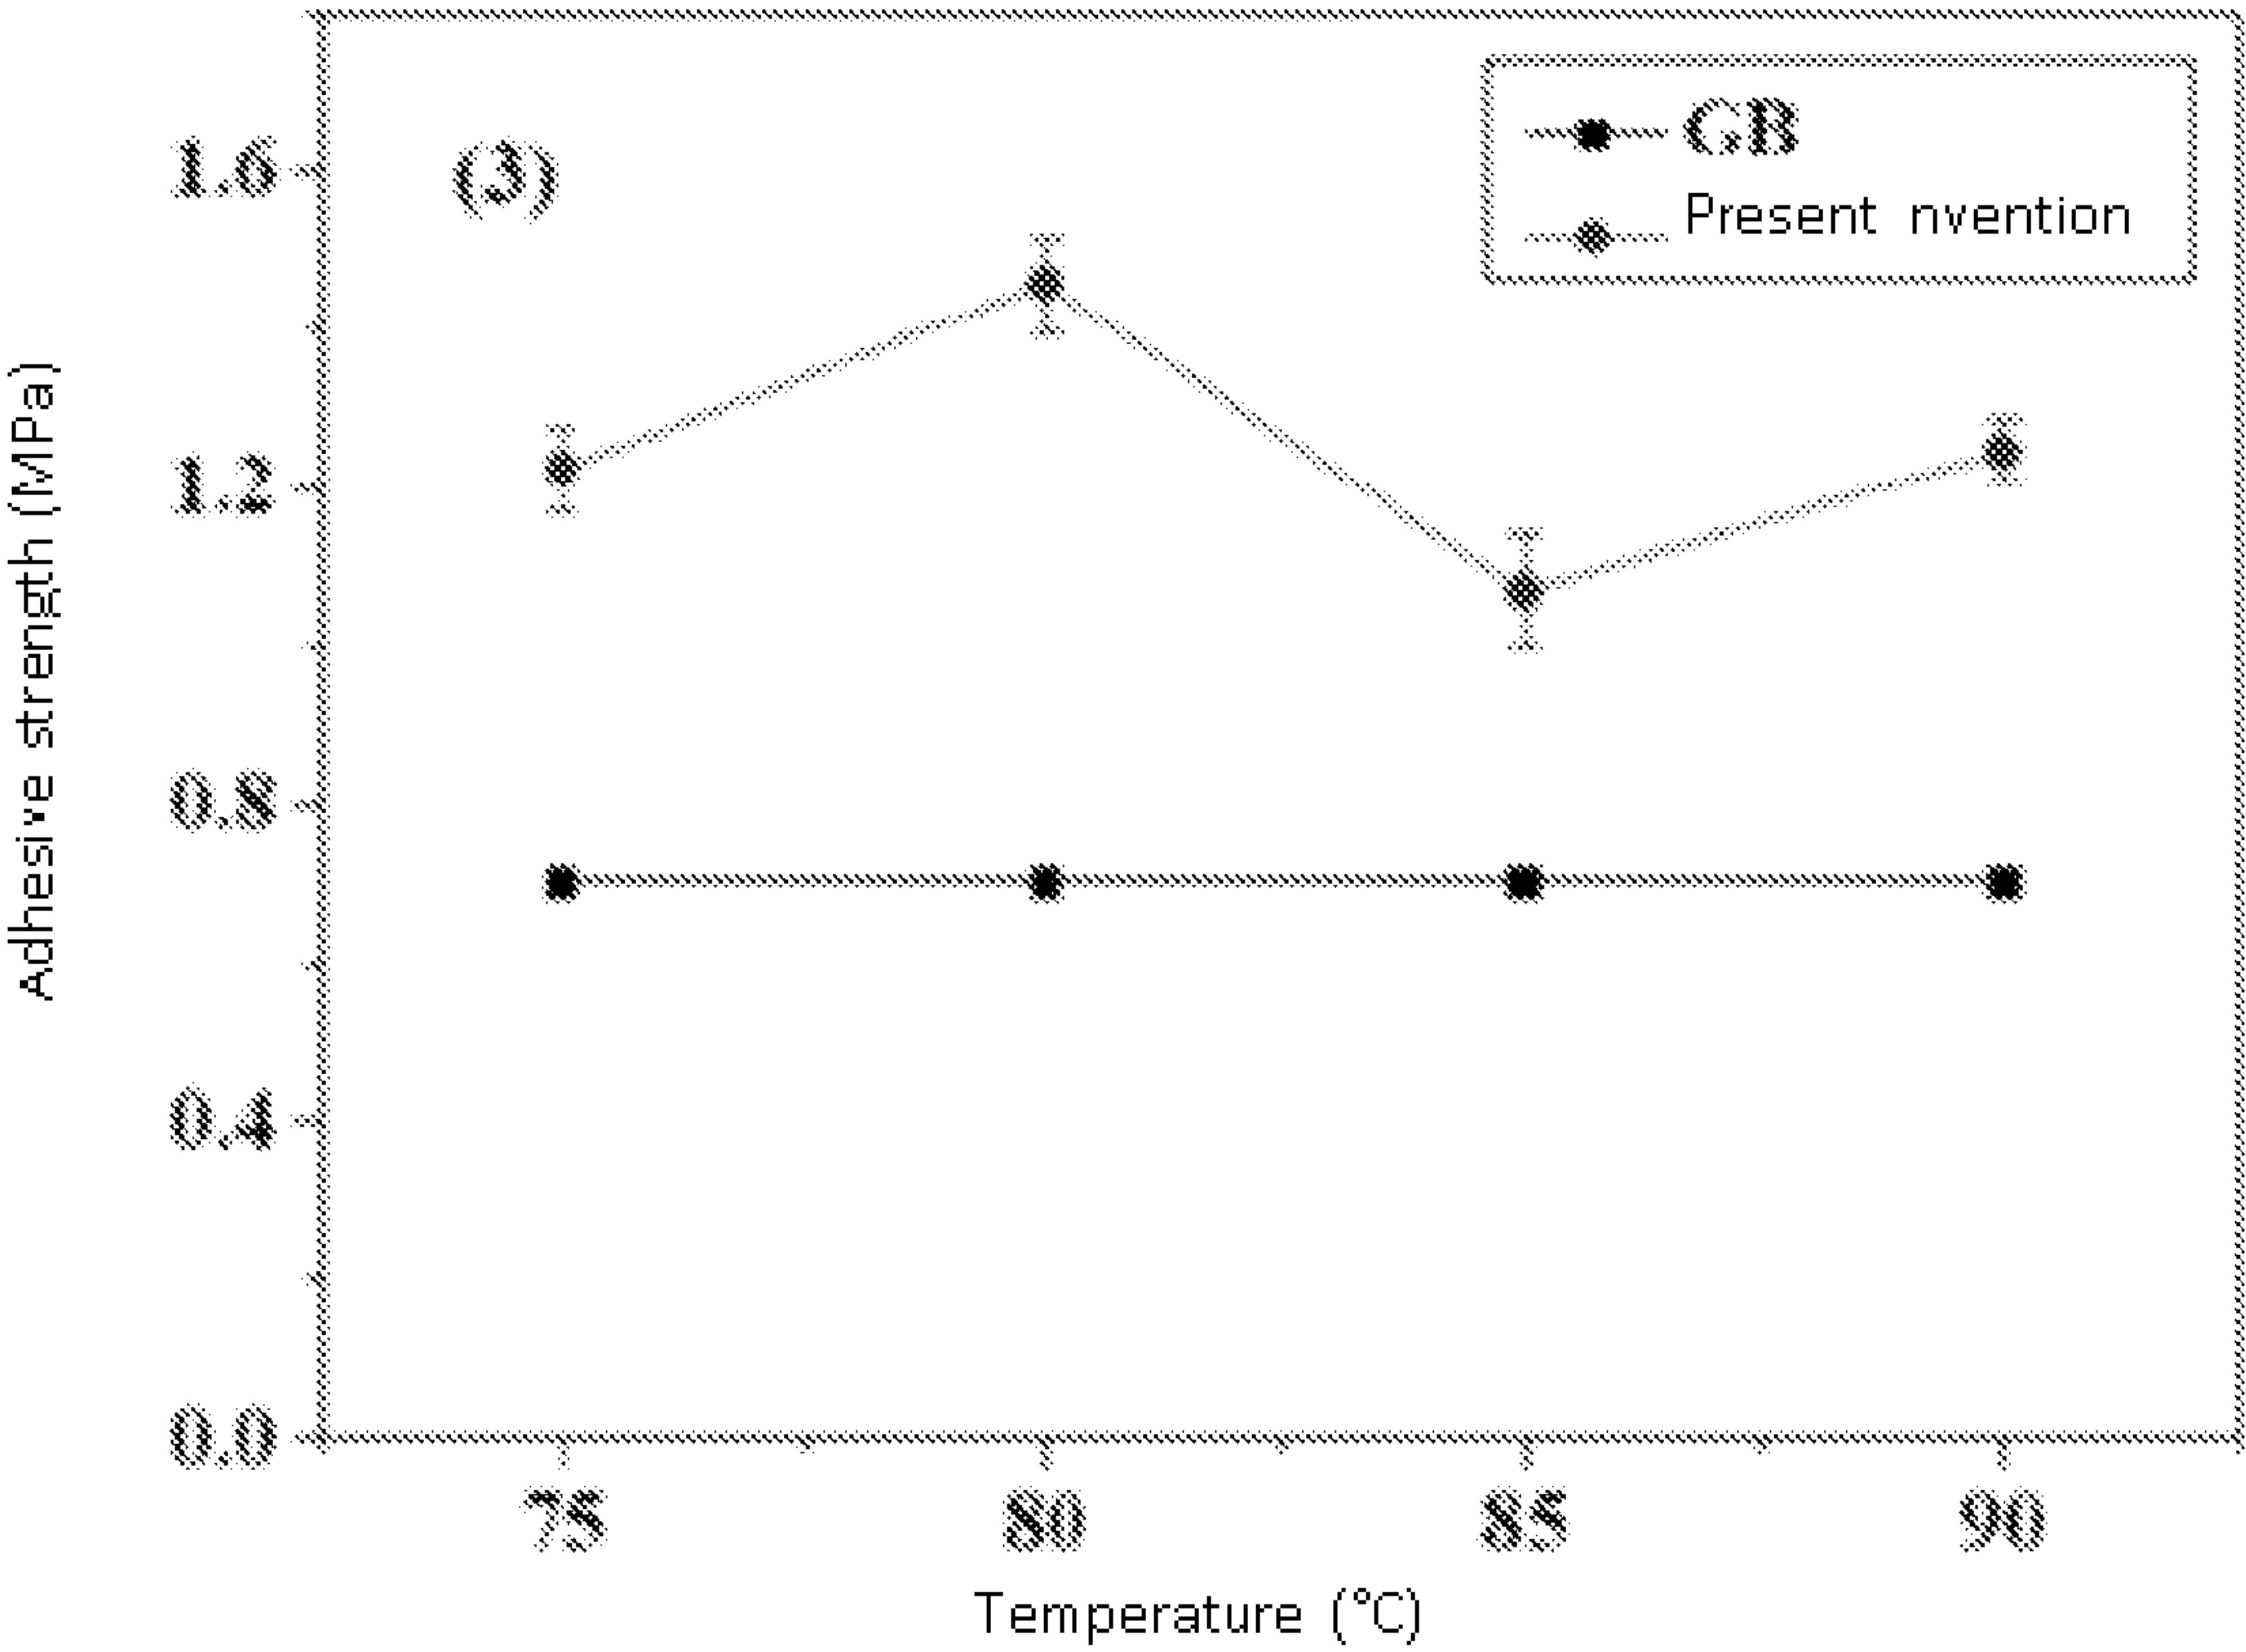 (3)
GB
Present nvention
Adhesive strength (MPa)
1.6
1.2
0.8
0.4
0.0
75
80
85
90
Temperature (°C)